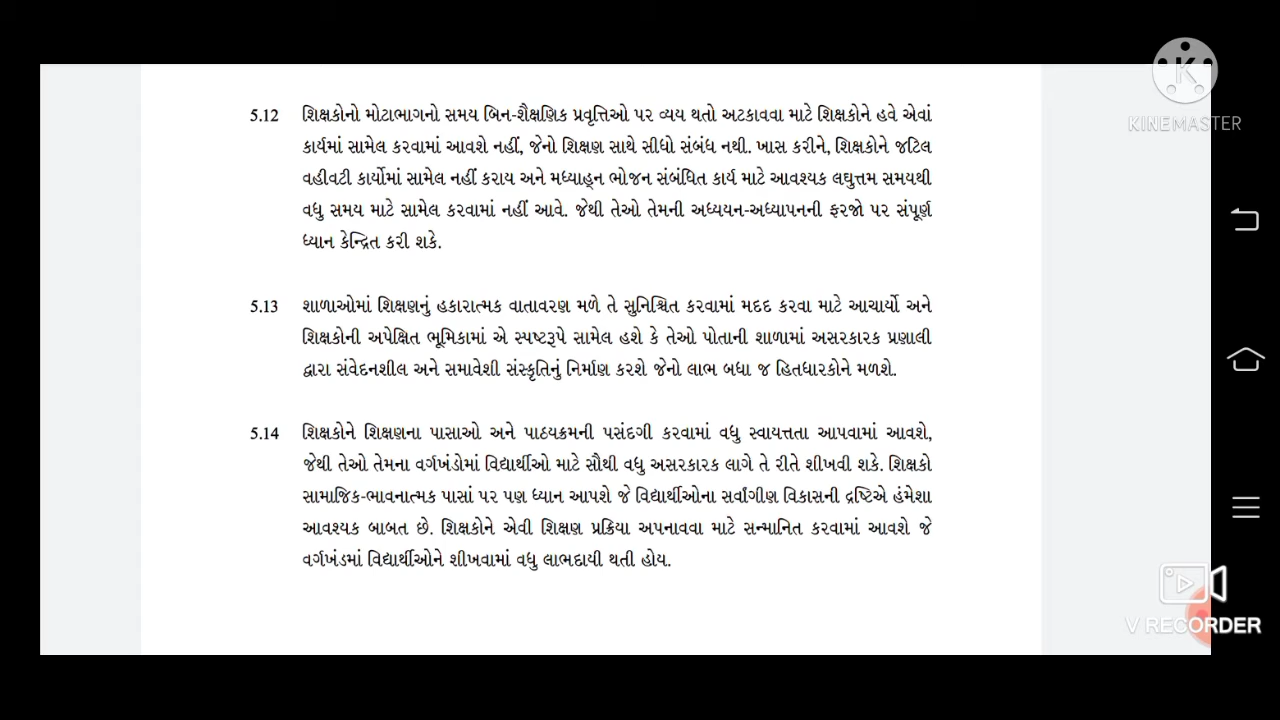 5.12 શિક્ષકોનો મોટાભાગનો સમય બિન-શૈક્ષણિક પ્રવૃત્તિઓ પર વ્યય થતો અટકાવવા માટે શિક્ષકોને હવે એવાં
કાર્યમાં સામેલ કરવામાં આવશે નહીં, જેનો શિક્ષણ સાથે સીધો સંબંધ નથી. ખાસ કરીને, શિક્ષકોને જટિલ
વહીવટી કાર્યોમાં સામેલ નહીં કરાય અને મધ્યાહ્ન ભોજન સંબંધિત કાર્ય માટે આવશ્યક લઘુત્તમ સમયથી
વધુ સમય માટે સામેલ કરવામાં નહીં આવે. જેથી તેઓ તેમની અધ્યયન-અધ્યાપનની ફરજો પર સંપૂર્ણ
ધ્યાન કેન્દ્રિત કરી શકે.
5.13 શાળાઓમાં શિક્ષણનું હકારાત્મક વાતાવરણ મળે તે સુનિશ્ચિત કરવામાં મદદ કરવા માટે આચાર્યો અને
શિક્ષકોની અપેક્ષિત ભૂમિકામાં એ સ્પષ્ટરૂપે સામેલ હશે કે તેઓ પોતાની શાળામાં અસરકારક પ્રણાલી
દ્વારા સંવેદનશીલ અને સમાવેશી સંસ્કૃતિનું નિર્માણ કરશે જેનો લાભ બધા જ હિતધારકોને મળશે.
5.14 શિક્ષકોને શિક્ષણના પાસાઓ અને પાઠયક્રમની પસંદગી કરવામાં વધુ સ્વાયત્તતા આપવામાં આવશે,
જેથી તેઓ તેમના વર્ગખંડોમાં વિદ્યાર્થીઓ માટે સૌથી વધુ અસરકારક લાગે તે રીતે શીખવી શકે. શિક્ષકો
સામાજિક-ભાવનાત્મક પાસાં પર પણ ધ્યાન આપશે જે વિદ્યાર્થીઓના સર્વાંગીણ વિકાસની દ્રષ્ટિએ હંમેશા
આવશ્યક બાબત છે. શિક્ષકોને એવી શિક્ષણ પ્રક્રિયા અપનાવવા માટે સન્માનિત કરવામાં આવશે જે
વર્ગખંડમાં વિદ્યાર્થીઓને શીખવામાં વધુ લાભદાયી થતી હોય.
KINEMASTER
V RECORDER